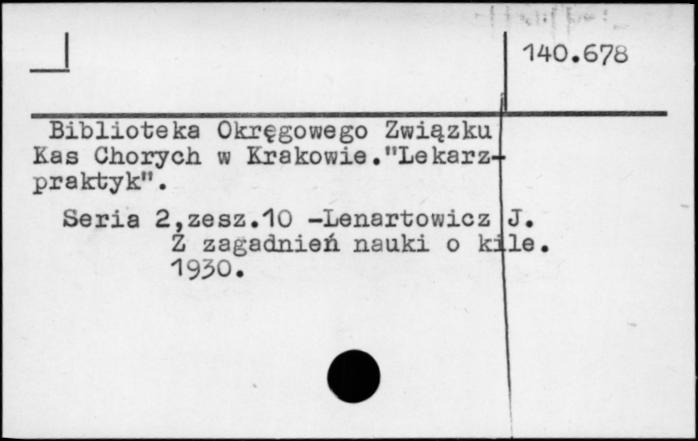 140.678
Biblioteka Okręgowego Związku
Kas Chorych w Krakowie."Lekarz-
praktyk".
Seria 2,zesz.10 -Lenartowicz J.
Z zagadnień nauki o kile.
1930.